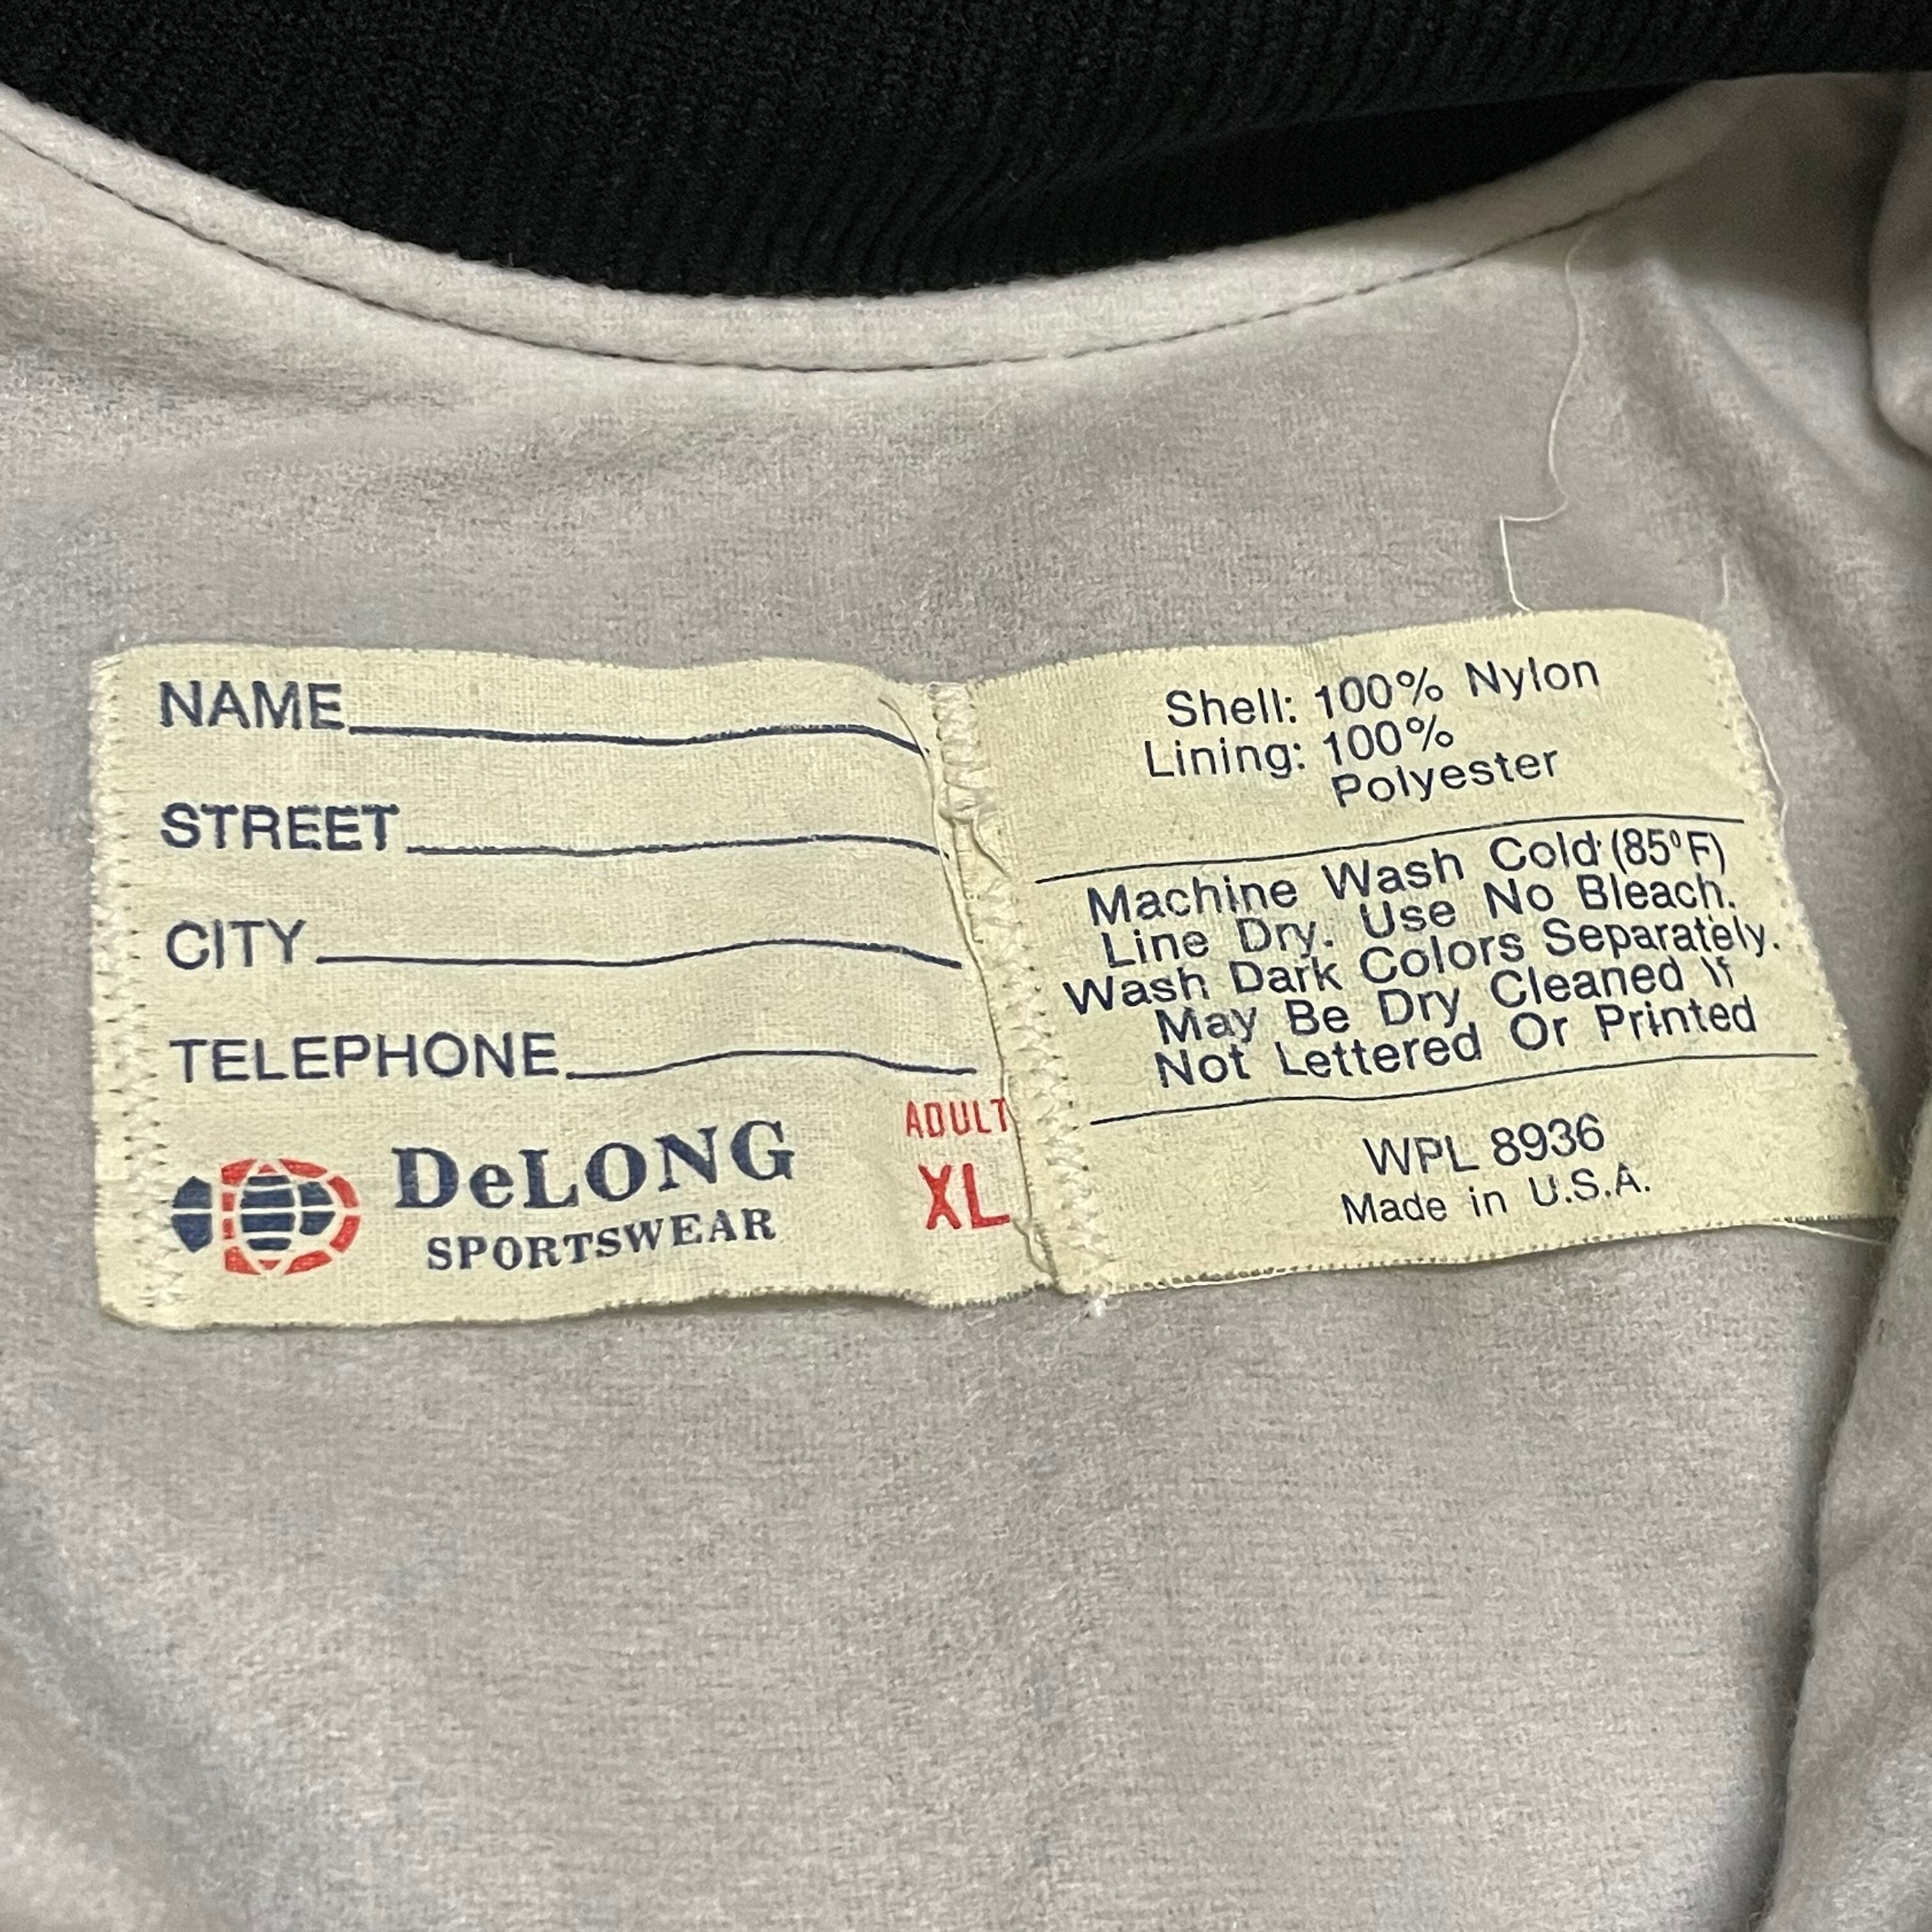 NAME
STREET
CITY
TELEPHONE
DeLONG
SPORTSWEAR
ADULT
XL
Shell: 100% Nylon
Lining: 100%
Polyester
Machine Wash Cold (85°F)
Line Dry. Use No Bleach.
Wash Dark Colors Separately.
May Be Dry Cleaned If
Not Lettered Or Printed
WPL 8936
Made in U.S.A.